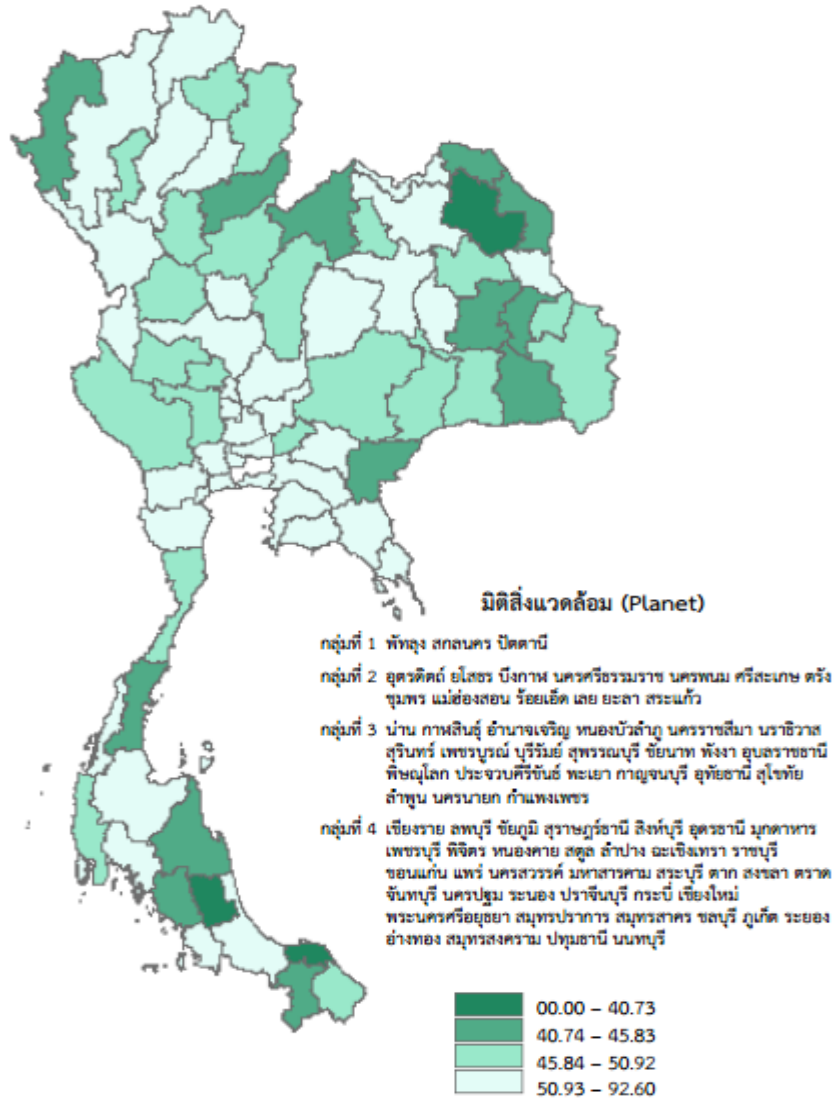 มิติสิ่งแวดล้อม (Planet)
กลุ่มที่ 1 พัทลุง สกลนคร ปัตตานี
กลุ่มที่ 2 อุตรดิตถ์ ยโสธร บึงกาฬ นครศรีธรรมราช นครพนม ศรีสะเกษ ตรัง
ชุมพร แม่ฮ่องสอน ร้อยเอ็ด เลย ยะลา สระแก้ว
กลุ่มที่ 3 น่าน กาฬสินธุ์ อำนาจเจริญ หนองบัวลำภู นครราชสีมา นราธิวาส
สุรินทร์ เพชรบูรณ์ บุรีรัมย์ สุพรรณบุรี ชัยนาท พังงา อุบลราชธานี
พิษณุโลก ประจวบคีรีขันธ์ พะเยา กาญจนบุรี อุทัยธานี สุโขทัย
ลำพูน นครนายก กำแพงเพชร
กลุ่มที่ 4 เชียงราย ลพบุรี ชัยภูมิ สุราษฎร์ธานี สิงห์บุรี อุดรธานี มุกดาหาร
เพชรบุรี พิจิตร หนองคาย สตูล ลำปาง ฉะเชิงเทรา ราชบุรี
ขอนแก่น แพร่ นครสวรรค์ มหาสารคาม สระบุรี ตาก สงขลา ตราด
จันทบุรี นครปฐม ระนอง ปราจีนบุรี กระบี่ เชียงใหม่
พระนครศรีอยุธยา สมุทรปราการ สมุทรสาคร ชลบุรี ภูเก็ต ระยอง
อ่างทอง สมุทรสงคราม ปทุมธานี นนทบุรี
00.00 – 40.73
40.74 – 45.83
45.84 – 50.92
50.93 – 92.60